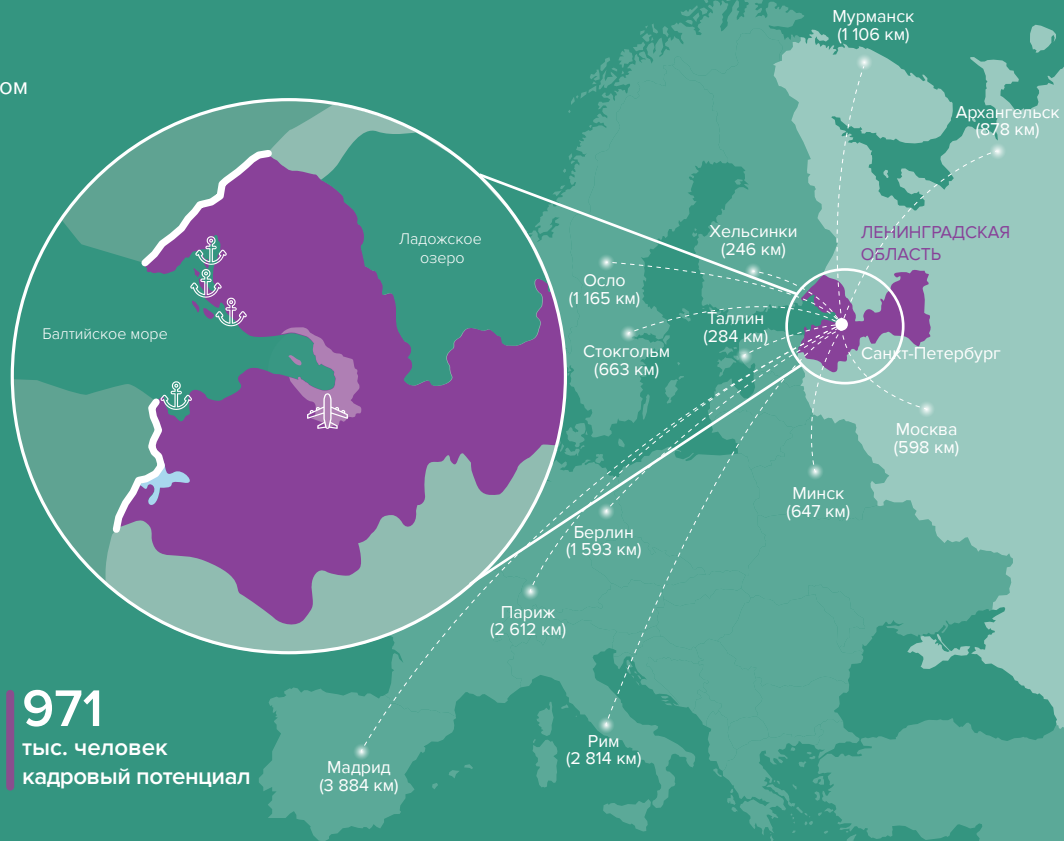 ом
Мурманск
(1 106 км)
Архангельск
(878 км)
ЛЕНИНГРАДСКАЯ
ОБЛАСТЬ
Хельсинки
(246 км)
Ладожское
озеро
Осло
(1 165 км)
Таллин
(284 км)
Балтийское море
Стокгольм
(663 км)
Санкт-Петербург
Москва
(598 км)
Минск
(647 км)
Берлин
(1 593 км)
Париж
(2 612 км)
971
тыс. человек
кадровый потенциал
Рим
(2 814 км)
Мадрид
(3 884 км)